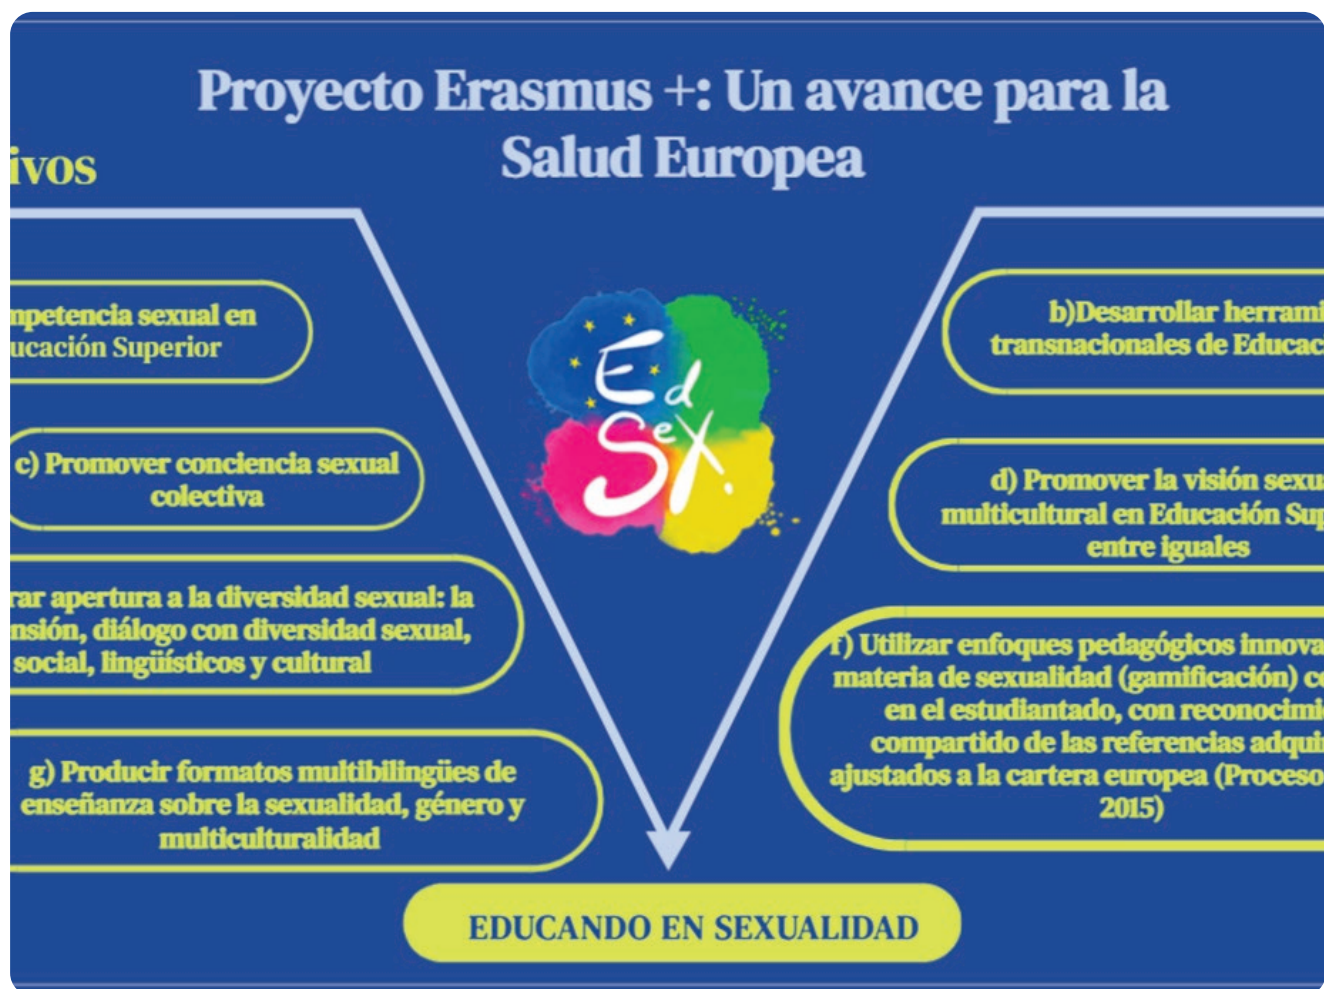 Proyecto Erasmus +: Un avance para la
Salud Europea
ivos
mpetencia sexual en
ucación Superior
b)Desarrollar herrami
transnacionales de Educac
Ed
Sex.
c) Promover conciencia sexual
colectiva
d) Promover la visión sexu
multicultural en Educación Sup
entre iguales
rar apertura a la diversidad sexual: la
nsión, diálogo con diversidad sexual,
social, lingüísticos y cultural
f) Utilizar enfoques pedagógicos innova
materia de sexualidad (gamificación) co
en el estudiantado, con reconocimi
compartido de las referencias adqui
ajustados a la cartera europea (Proceso
2015)
g) Producir formatos multibilingües de
enseñanza sobre la sexualidad, género y
multiculturalidad
EDUCANDO EN SEXUALIDAD